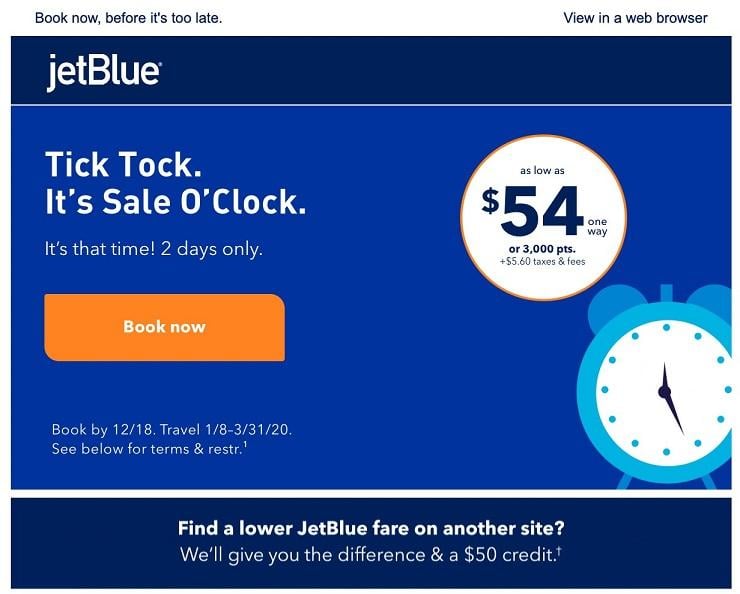 Book now, before it's too late.
View in a web browser
jetBlue®
Tick Tock.
It's Sale O'Clock.
It's that time! 2 days only.
as low as
$54 one way
or 3,000 pts.
+$5.60 taxes & fees
Book now
Book by 12/18. Travel 1/8–3/31/20.
See below for terms & restr.¹
Find a lower JetBlue fare on another site?
We'll give you the difference & a $50 credit.†